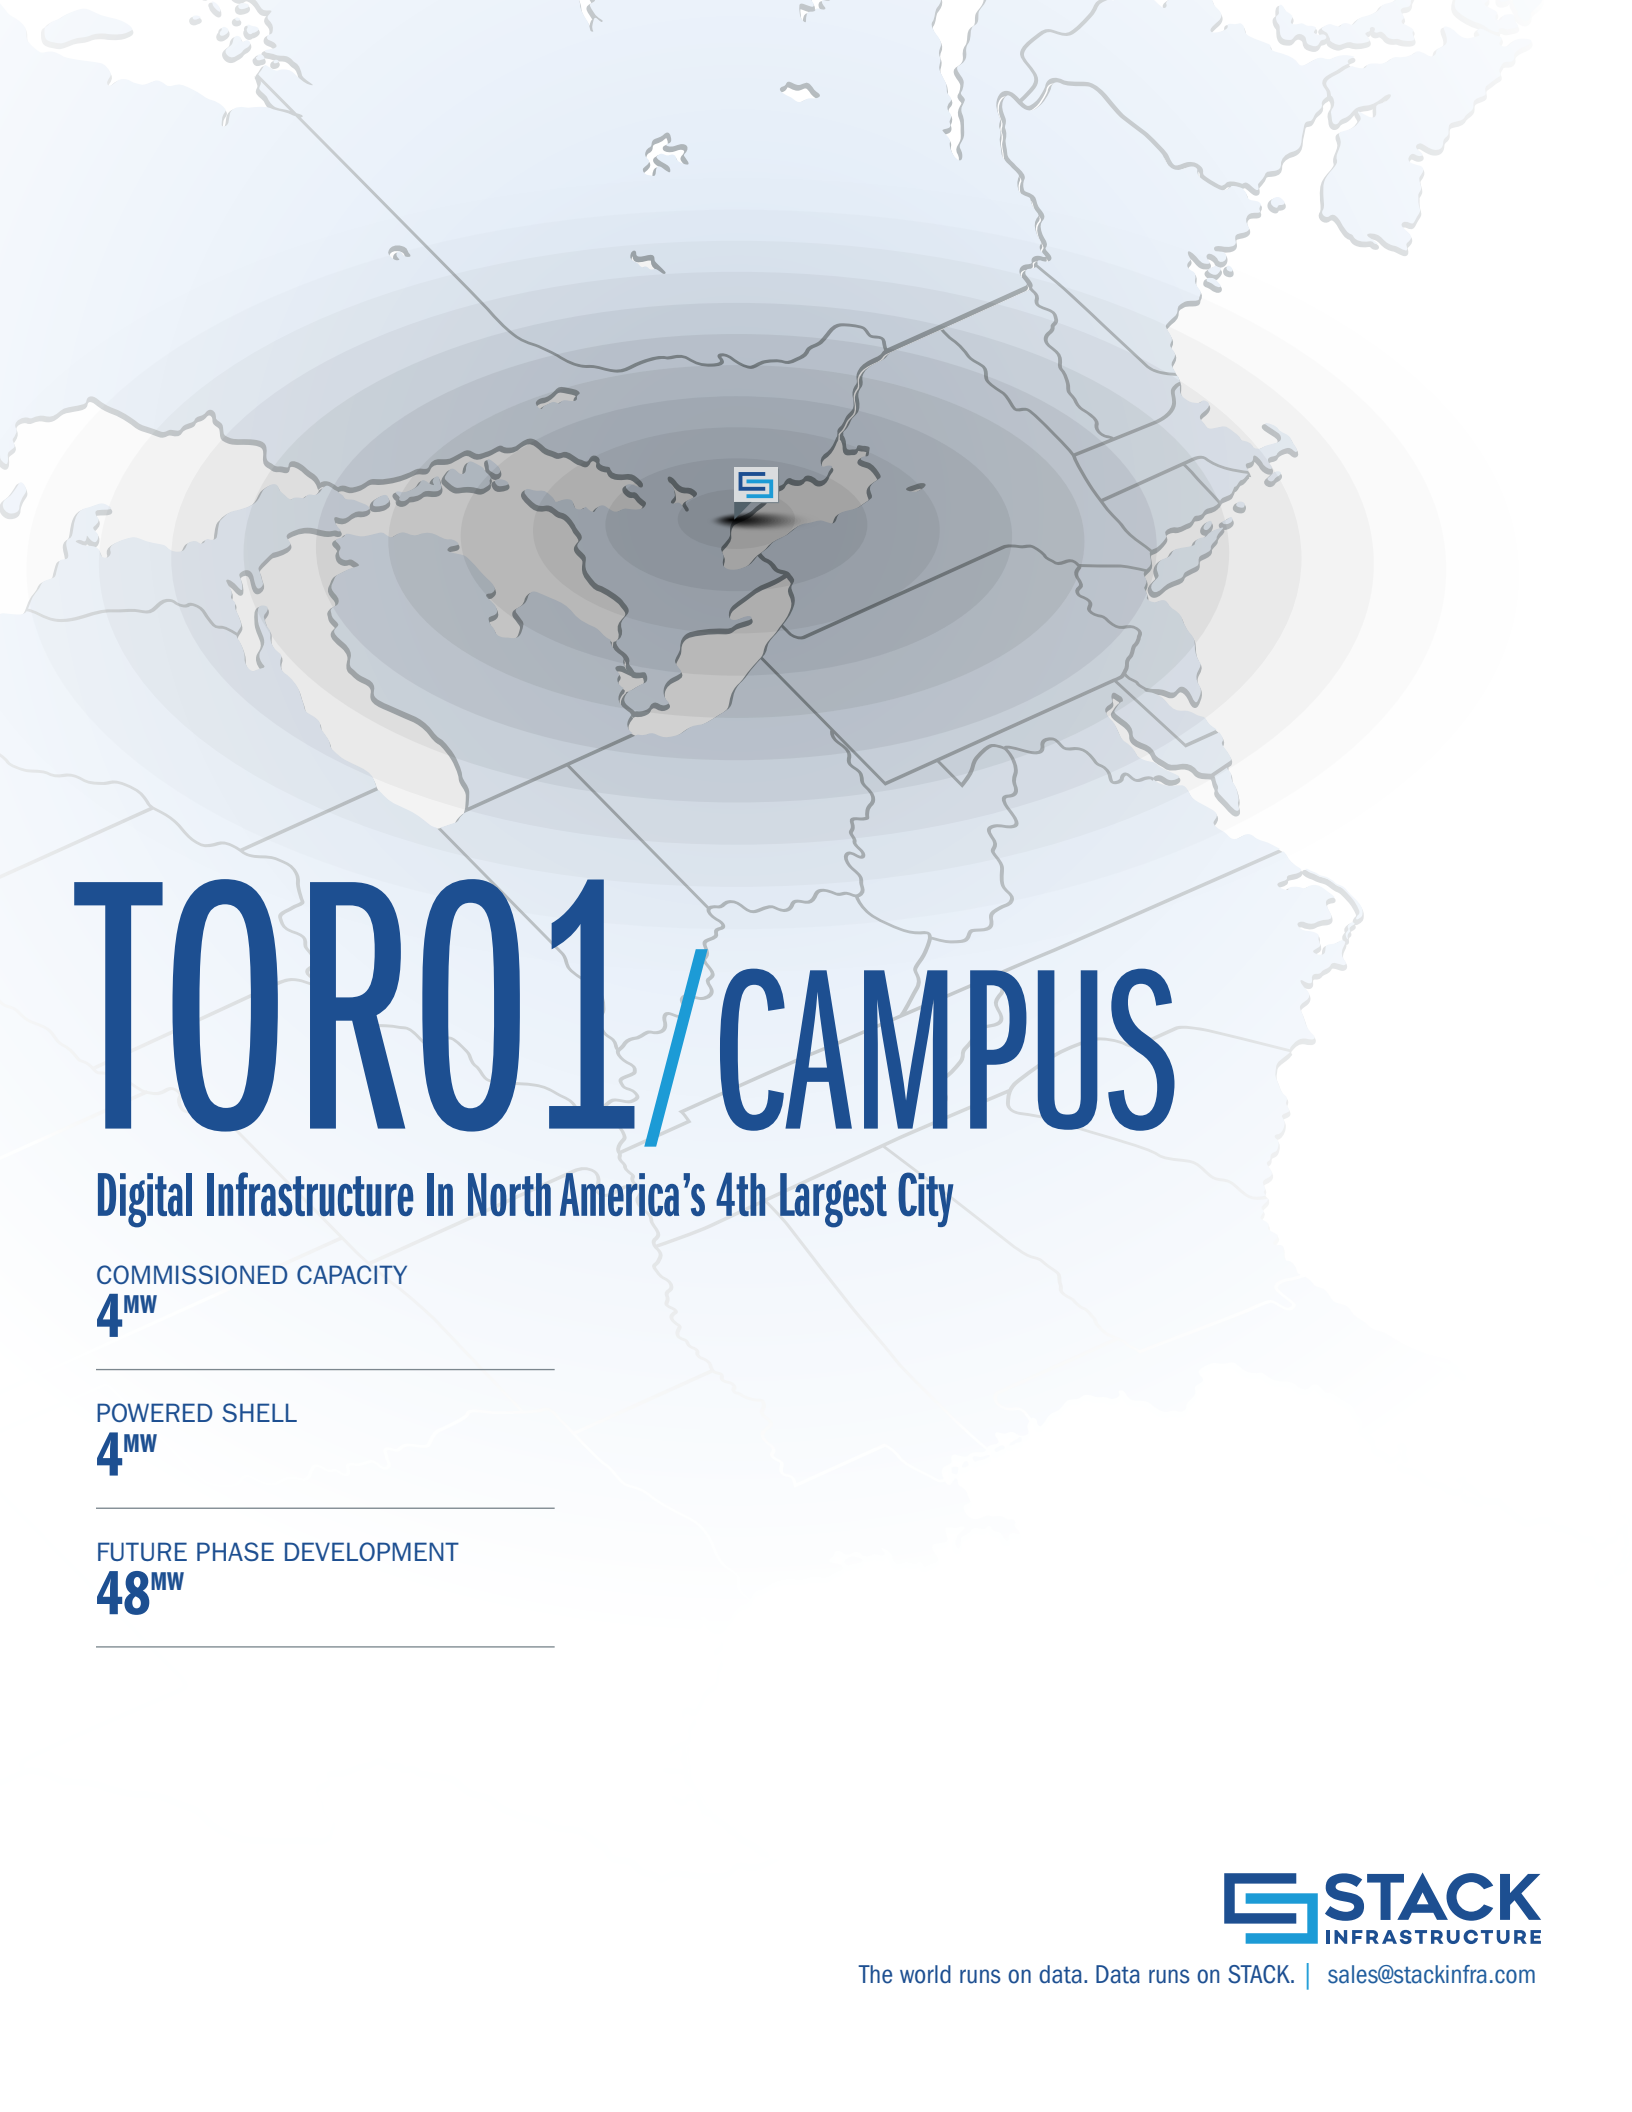 TOR01/CAMPUS
Digital Infrastructure In North America’s 4th Largest City
COMMISSIONED CAPACITY
4MW
POWERED SHELL
4MW
FUTURE PHASE DEVELOPMENT
48MW
STACK
INFRASTRUCTURE
The world runs on data. Data runs on STACK. | sales@stackinfra.com